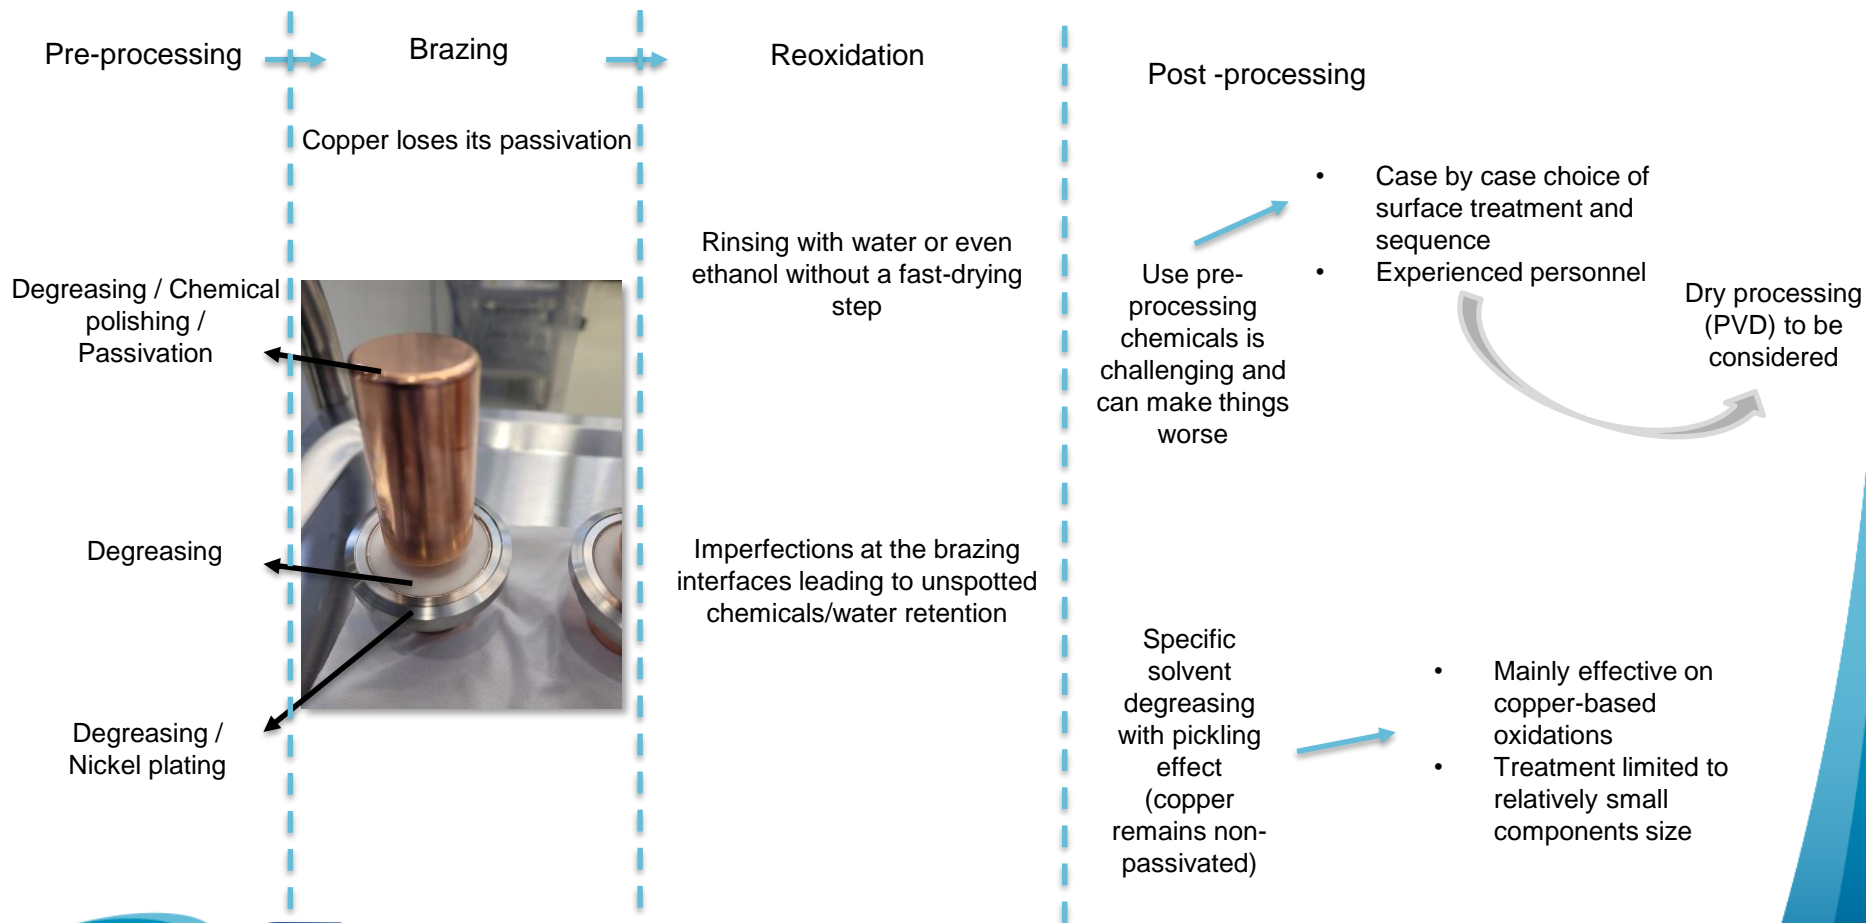 Pre-processing
Brazing
Reoxidation
Post -processing
Copper loses its passivation
Degreasing / Chemical
polishing /
Passivation
Degreasing
Degreasing /
Nickel plating
Rinsing with water or even
ethanol without a fast-drying
step
Imperfections at the brazing
interfaces leading to unspotted
chemicals/water retention
Use pre-
processing
chemicals is
challenging and
can make things
worse
• Case by case choice of
surface treatment and
sequence
• Experienced personnel
Dry processing
(PVD) to be
considered
Specific
solvent
degreasing
with pickling
effect
(copper
remains non-
passivated)
• Mainly effective on
copper-based
oxidations
• Treatment limited to
relatively small
components size